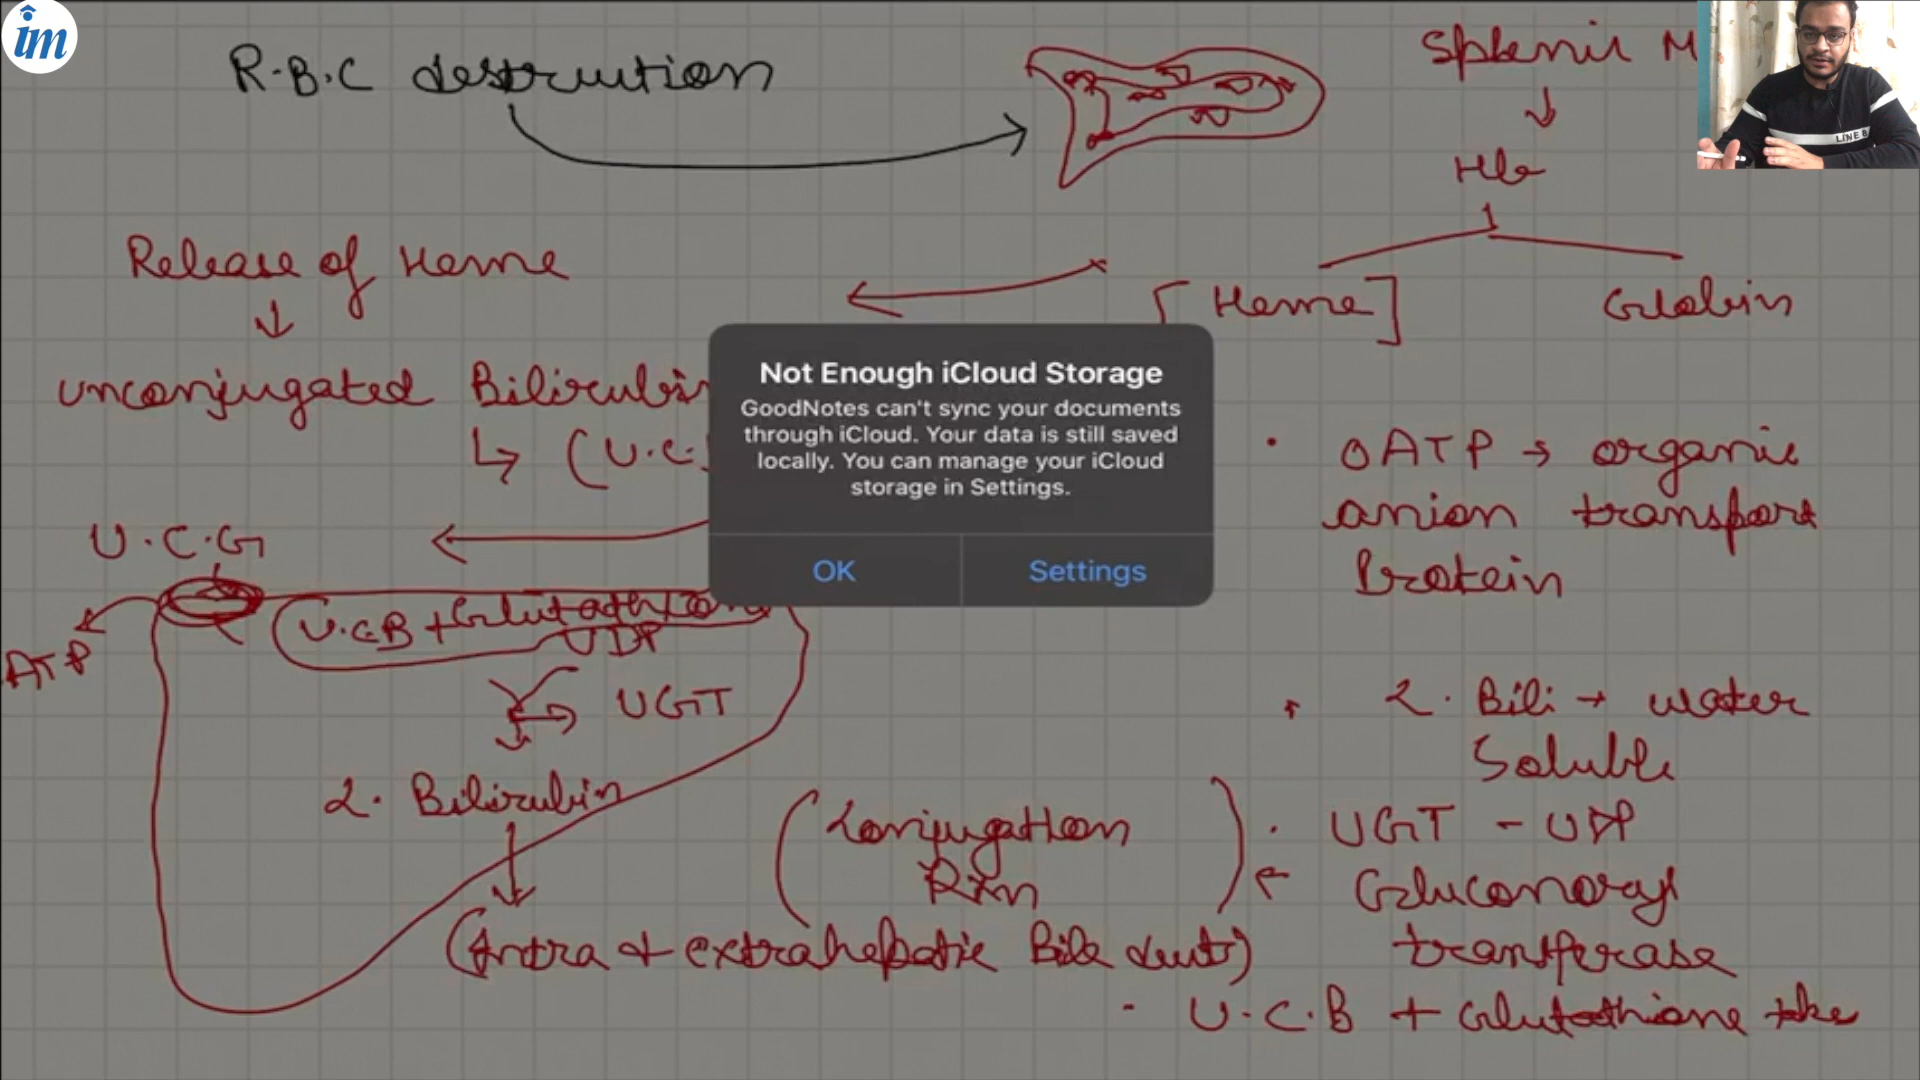 im
R.B.C destruction
Splenic M
Hb
[Heme]
Globin
Release of Heme
unconjugated Bilirubin
(U.C.
Not Enough iCloud Storage
GoodNotes can't sync your documents
through iCloud. Your data is still saved
locally. You can manage your iCloud
storage in Settings.
OK
Settings
OATP → organic
anion transport
Protein
U.C.G
U.C.B + Glutathione
UDP
ATP
UGT
2. Bilirubin
2. Bili → water
Soluble
(Conjugation
Rxn)
UGT - UDP
transferase
(Intra + extrahepatic Bile ducts)
U.C.B + Glutathione
LINE B